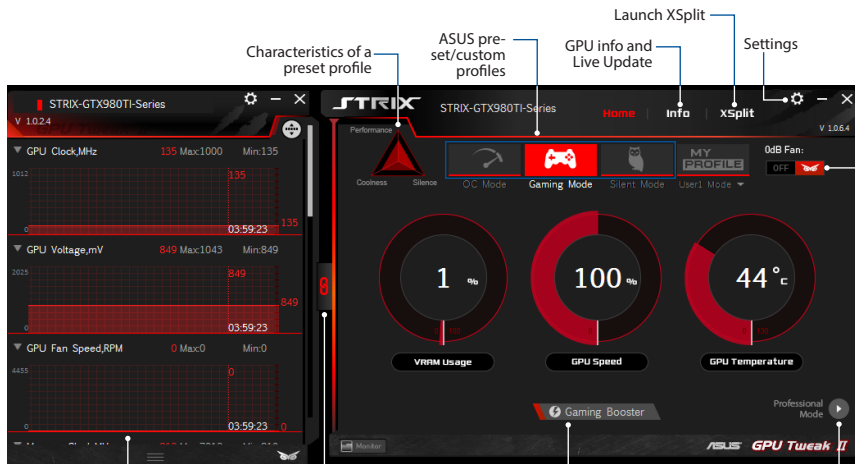 Launch XSplit
Characteristics of a
preset profile
ASUS pre-
set/custom
profiles
GPU info and
Live Update
Settings
STRIX-GTX980TI-Series
V 1.0.2.4
GPU Clock,MHz 135 Max:1000 Min:135
1012
135
135
0
03:59:23
GPU Voltage,mV 849 Max:1043 Min:849
2025
849
849
0
03:59:23
GPU Fan Speed,RPM 0 Max:0 Min:0
4455
0
0
0
03:59:23
STRIX
STRIX-GTX980TI-Series
Home
Info
XSplit
V 1.0.6.4
Performance
Coolness
Silence
OC Mode
Gaming Mode
Silent Mode
MY
PROFILE
User1 Mode
0dB Fan:
OFF
1 %
0 100
VRAM Usage
100 %
GPU Speed
44°c
GPU Temperature
Gaming Booster
Professional
Mode
Monitor
ASUS GPU Tweak II